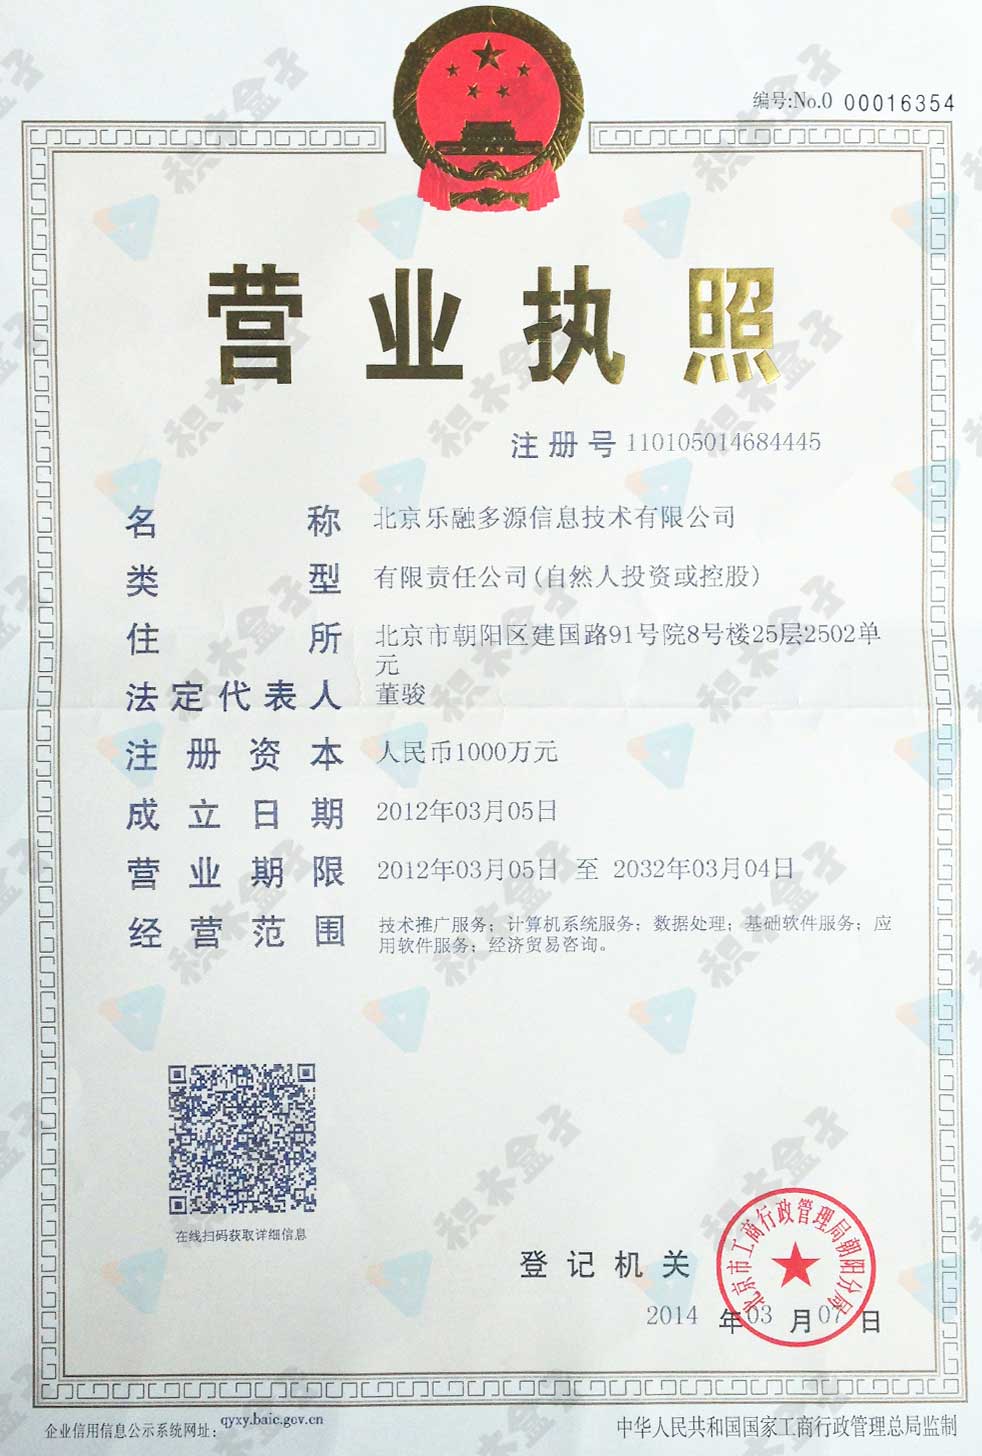 编号:No.0 00016354
营业执照
注册号 110105014684445
名称 北京乐融多源信息技术有限公司
类型 有限责任公司(自然人投资或控股)
住所 北京市朝阳区建国路91号院8号楼25层2502单
元
法定代表人 董骏
注册资本 人民币1000万元
成立日期 2012年03月05日
营业期限 2012年03月05日 至 2032年03月04日
经营范围 技术推广服务；计算机系统服务；数据处理；基础软件服务；应
用软件服务；经济贸易咨询。
在线扫码获取详细信息
登记机关
北京市工商行政管理局朝阳分局
2014 年 03 月 07 日
企业信用信息公示系统网址：qyxy.baic.gov.cn
中华人民共和国国家工商行政管理总局监制
积木盒子